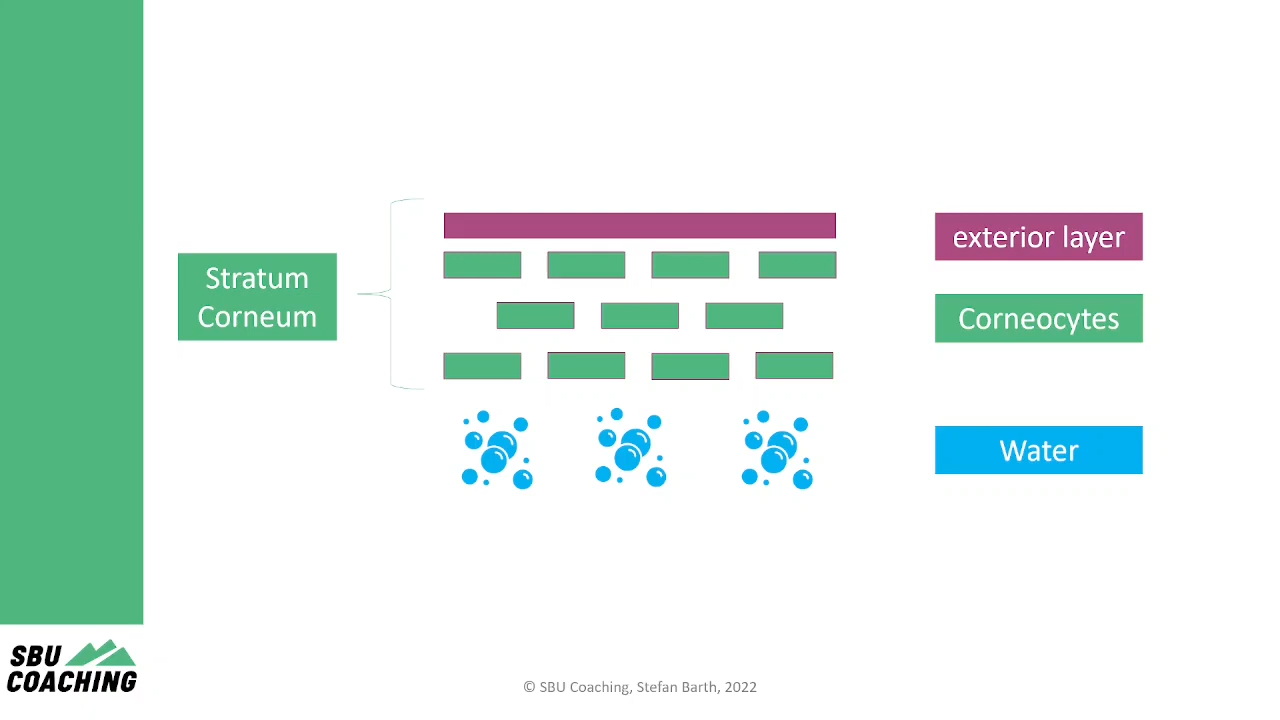 exterior layer
Stratum
Corneum
Corneocytes
Water
SBU
COACHING
© SBU Coaching, Stefan Barth, 2022